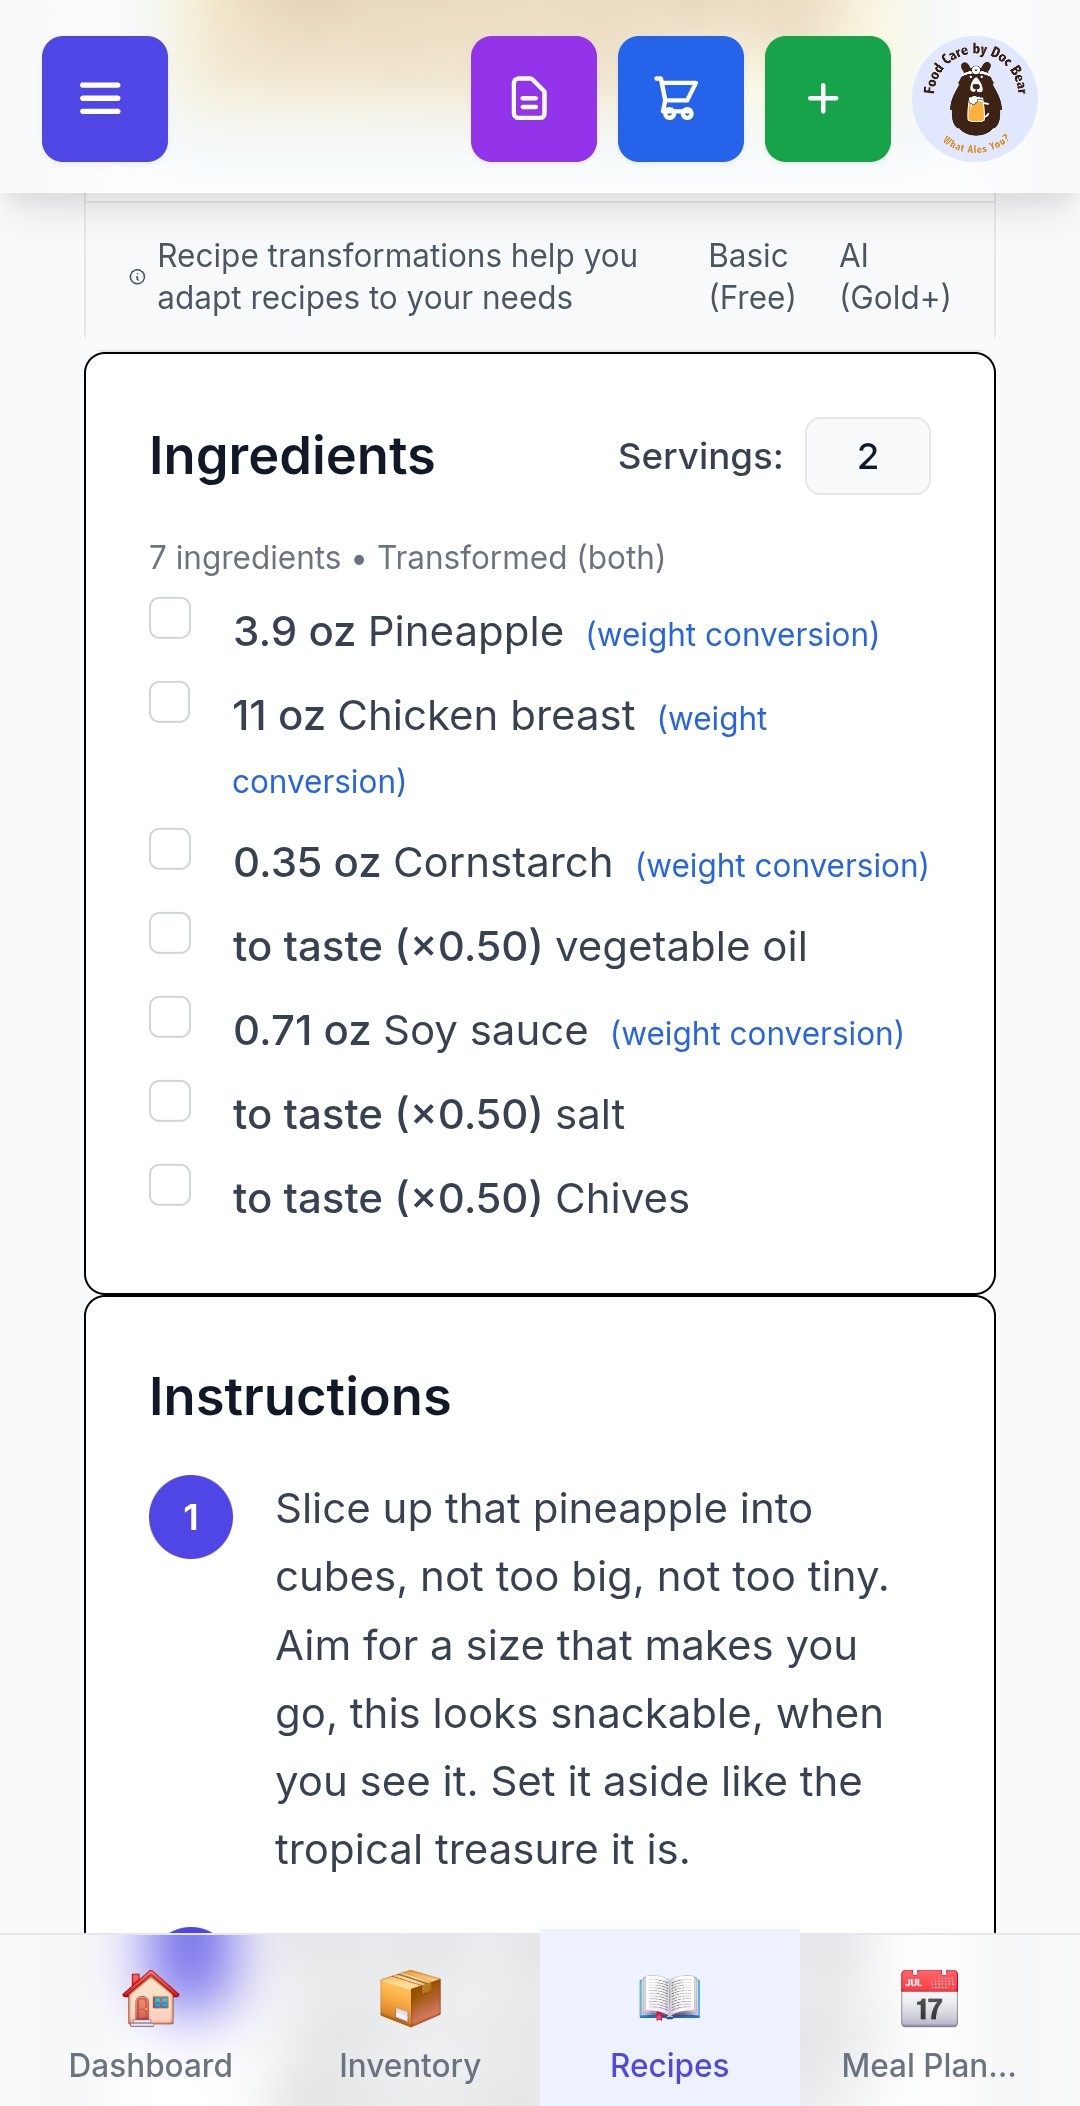 Food Care by Doc Bear
What Ales You?
Recipe transformations help you
adapt recipes to your needs
Basic
(Free)
AI
(Gold+)
Ingredients
Servings: 2
7 ingredients • Transformed (both)
3.9 oz Pineapple (weight conversion)
11 oz Chicken breast (weight
conversion)
0.35 oz Cornstarch (weight conversion)
to taste (×0.50) vegetable oil
0.71 oz Soy sauce (weight conversion)
to taste (×0.50) salt
to taste (×0.50) Chives
Instructions
1
Slice up that pineapple into
cubes, not too big, not too tiny.
Aim for a size that makes you
go, this looks snackable, when
you see it. Set it aside like the
tropical treasure it is.
JUL
17
Dashboard
Inventory
Recipes
Meal Plan...